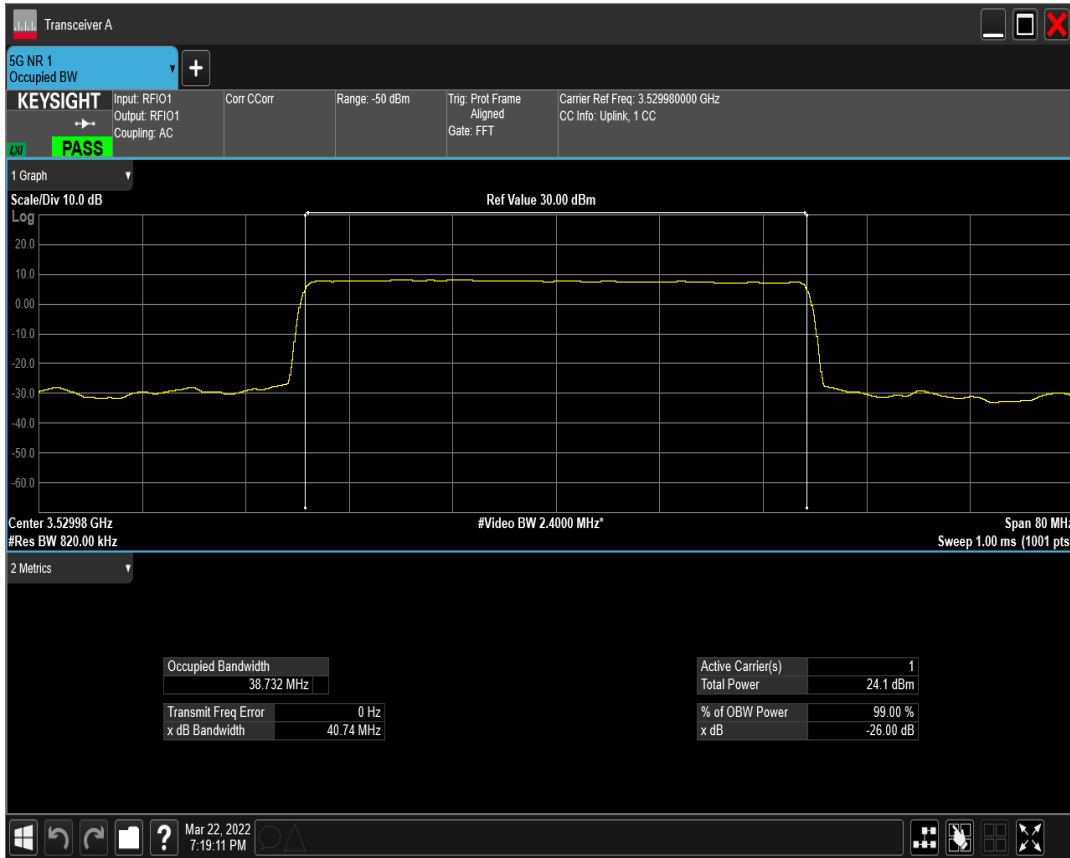 Transceiver A
5G NR 1
Occupied BW
+
KEYSIGHT
LXI
PASS
Input: RFIO1
Output: RFIO1
Coupling: AC
Corr CCorr
Range: -50 dBm
Trig: Prot Frame
Aligned
Gate: FFT
Carrier Ref Freq: 3.529980000 GHz
CC Info: Uplink, 1 CC
1 Graph
Scale/Div 10.0 dB
Ref Value 30.00 dBm
Log
20.0
10.0
0.00
-10.0
-20.0
-30.0
-40.0
-50.0
-60.0
Center 3.52998 GHz
#Video BW 2.4000 MHz*
Span 80 MHz
#Res BW 820.00 kHz
Sweep 1.00 ms (1001 pts
2 Metrics
Occupied Bandwidth
38.732 MHz
Transmit Freq Error 0 Hz
x dB Bandwidth 40.74 MHz
Active Carrier(s) 1
Total Power 24.1 dBm
% of OBW Power 99.00 %
x dB -26.00 dB
?
Mar 22, 2022
7:19:11 PM